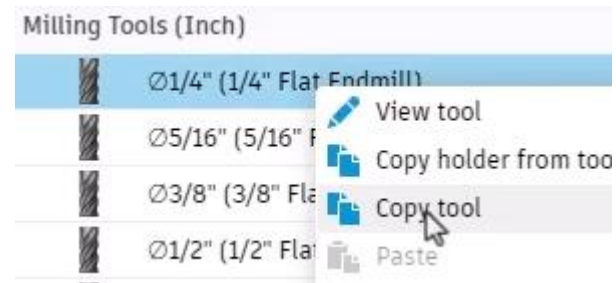 Milling Tools (Inch)
∅1/4" (1/4" Flat Endmill)
View tool
∅5/16" (5/16"
Copy holder from
∅3/8" (3/8"
Copy tool
∅1/2" (1/2"
Paste